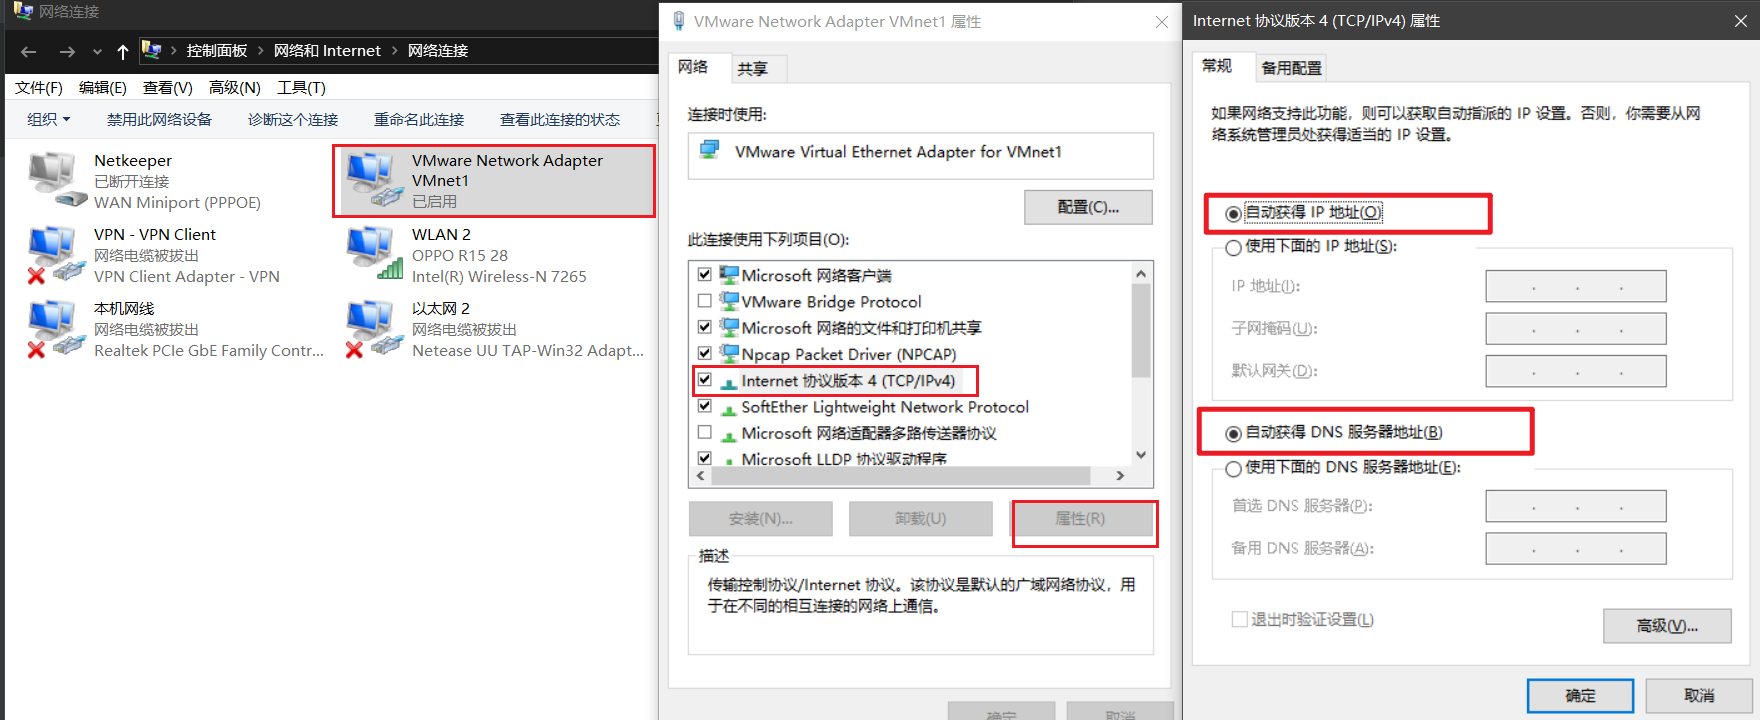 网络连接
控制面板 > 网络和 Internet > 网络连接
文件(F) 编辑(E) 查看(V) 高级(N) 工具(T)
组织 禁用此网络设备 诊断这个连接 重命名此连接 查看此连接的状态
Netkeeper
已断开连接
WAN Miniport (PPPOE)
VMware Network Adapter
VMnet1
已启用
VPN - VPN Client
网络电缆被拔出
VPN Client Adapter - VPN
WLAN 2
OPPO R15 28
Intel(R) Wireless-N 7265
本机网线
网络电缆被拔出
Realtek PCIe GbE Family Contr...
以太网 2
网络电缆被拔出
Netease UU TAP-Win32 Adapt...
VMware Network Adapter VMnet1 属性
网络 共享
连接时使用:
VMware Virtual Ethernet Adapter for VMnet1
配置(C)...
此连接使用下列项目(O):
Microsoft 网络客户端
VMware Bridge Protocol
Microsoft 网络的文件和打印机共享
Npcap Packet Driver (NPCAP)
Internet 协议版本 4 (TCP/IPv4)
SoftEther Lightweight Network Protocol
Microsoft 网络适配器多路传送器协议
Microsoft LLDP 协议驱动程序
安装(N)... 卸载(U) 属性(R)
描述
传输控制协议/Internet 协议。该协议是默认的广域网络协议，用
于在不同的相互连接的网络上通信。
确定 取消
Internet 协议版本 4 (TCP/IPv4) 属性
常规 备用配置
如果网络支持此功能，则可以获取自动指派的 IP 设置。否则，你需要从网
络系统管理员处获得适当的 IP 设置。
自动获得 IP 地址(O)
使用下面的 IP 地址(S):
IP 地址(I):
子网掩码(U):
默认网关(D):
自动获得 DNS 服务器地址(B)
使用下面的 DNS 服务器地址(E):
首选 DNS 服务器(P):
备用 DNS 服务器(A):
退出时验证设置(L)
高级(V)...
确定 取消